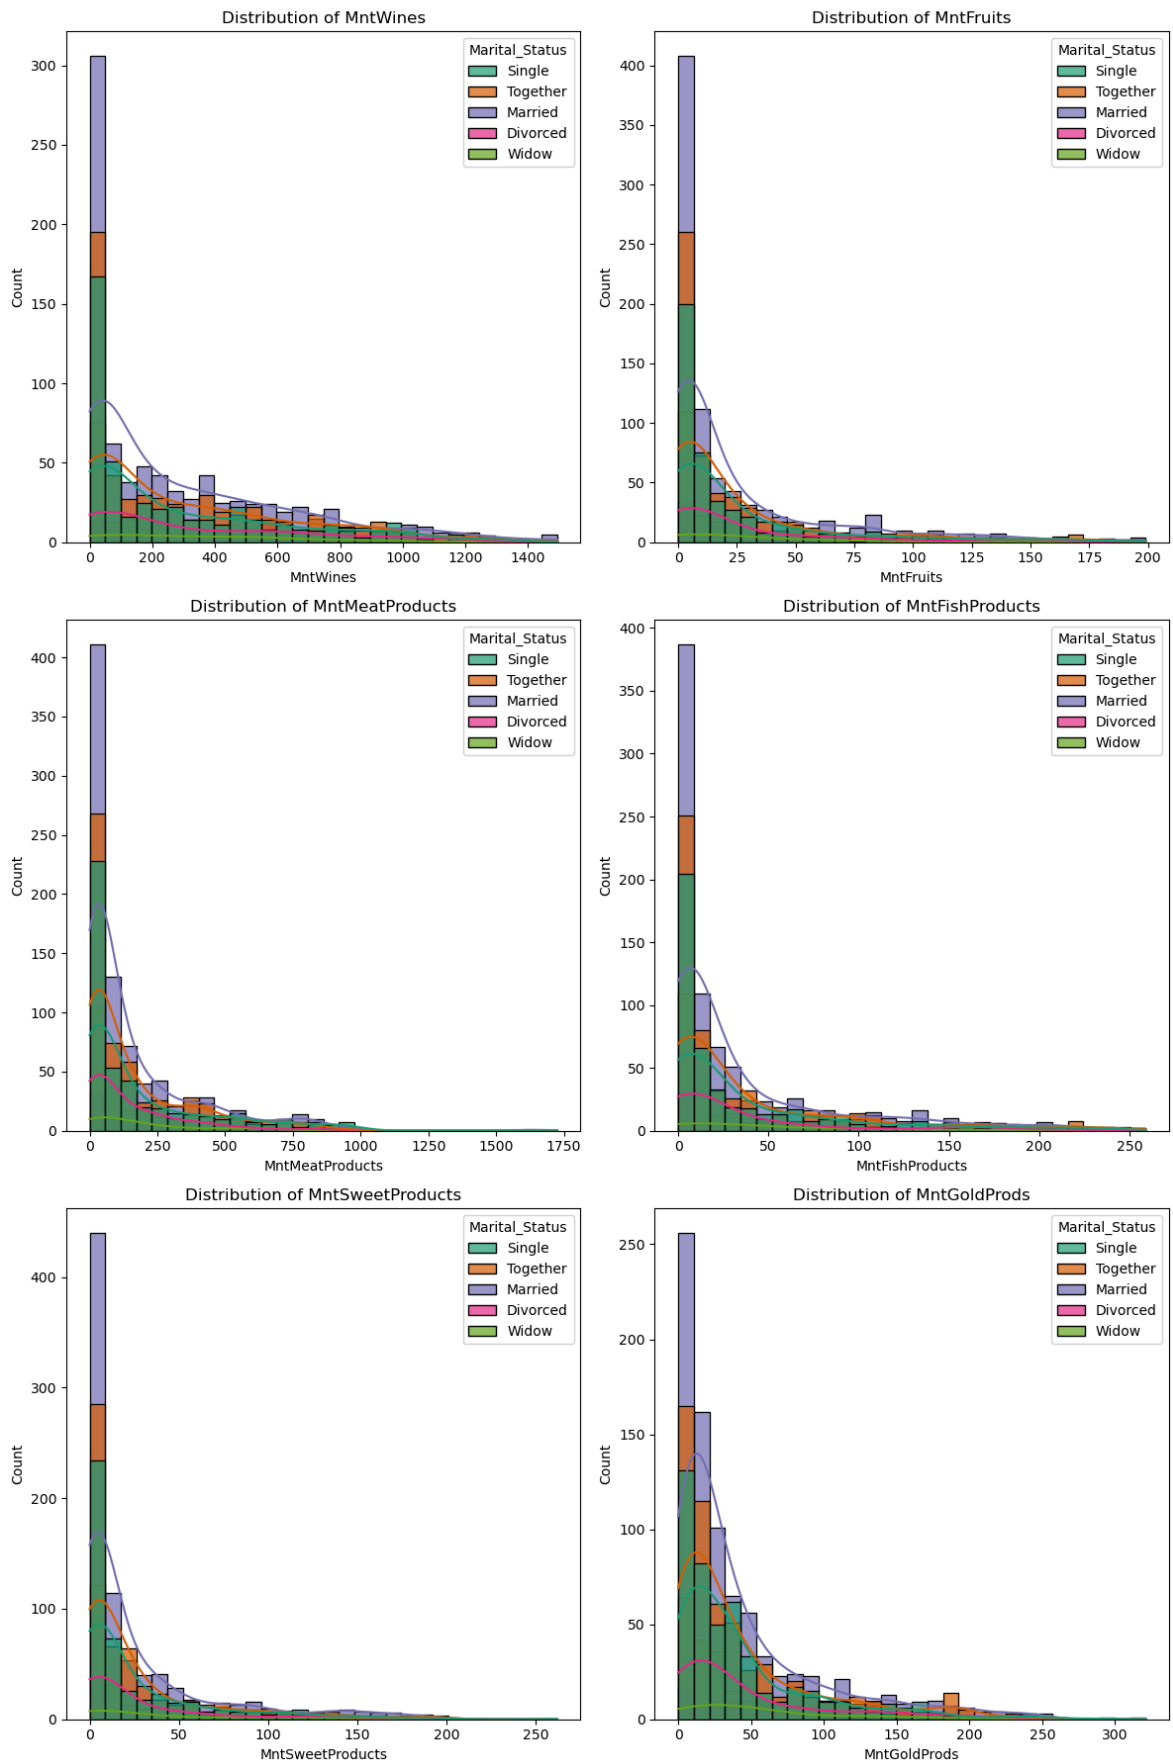 Distribution of MntWines
Count
300
250
200
150
100
50
0
0 200 400 600 800 1000 1200 1400
MntWines
Marital_Status
Single
Together
Married
Divorced
Widow
Distribution of MntFruits
Count
400
350
300
250
200
150
100
50
0
0 25 50 75 100 125 150 175 200
MntFruits
Marital_Status
Single
Together
Married
Divorced
Widow
Distribution of MntMeatProducts
Count
400
350
300
250
200
150
100
50
0
0 250 500 750 1000 1250 1500 1750
MntMeatProducts
Marital_Status
Single
Together
Married
Divorced
Widow
Distribution of MntFishProducts
Count
400
350
300
250
200
150
100
50
0
0 50 100 150 200 250
MntFishProducts
Marital_Status
Single
Together
Married
Divorced
Widow
Distribution of MntSweetProducts
Count
400
300
200
100
0
0 50 100 150 200 250
MntSweetProducts
Marital_Status
Single
Together
Married
Divorced
Widow
Distribution of MntGoldProds
Count
250
200
150
100
50
0
0 50 100 150 200 250 300
MntGoldProds
Marital_Status
Single
Together
Married
Divorced
Widow